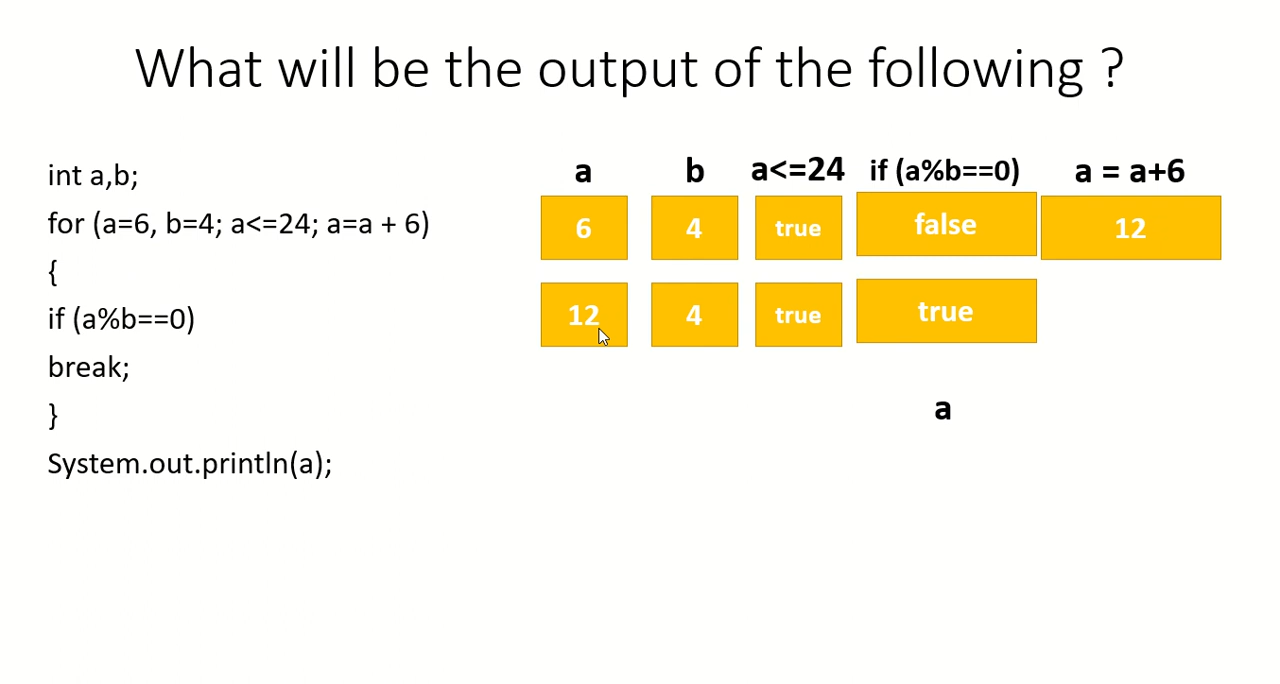 What will be the output of the following ?
int a,b;
for (a=6, b=4; a<=24; a=a + 6)
{
if (a%b==0)
break;
}
System.out.println(a);
a b a<=24 if (a%b==0) a = a+6
6 4 true false 12
12 4 true true
a